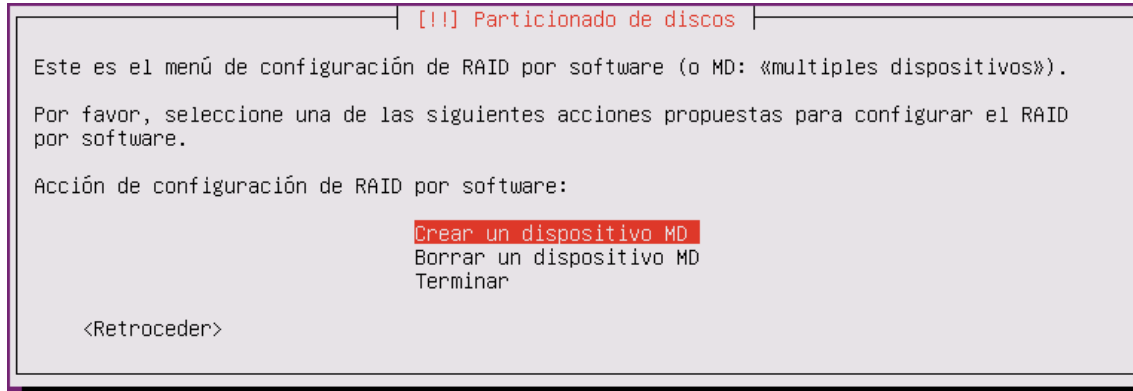 [!!] Particionado de discos
Este es el menú de configuración de RAID por software (o MD: «multiples dispositivos»).
Por favor, seleccione una de las siguientes acciones propuestas para configurar el RAID
por software.
Acción de configuración de RAID por software:
Crear un dispositivo MD
Borrar un dispositivo MD
Terminar
<Retroceder>